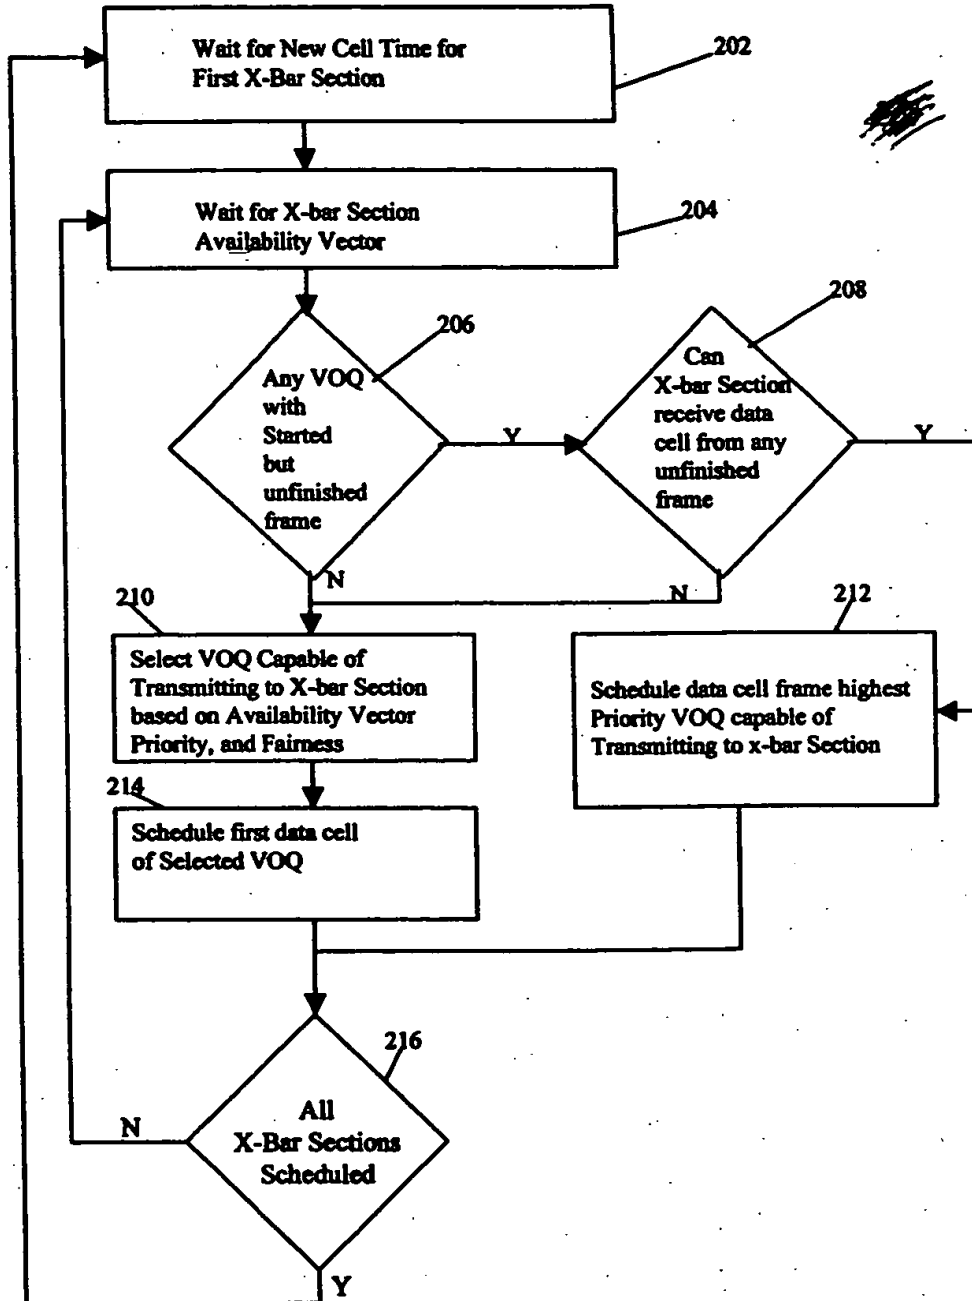 Wait for New Cell Time for
First X-Bar Section
202
Wait for X-bar Section
Availability Vector
204
206
Any VOQ
with
Started
but
unfinished
frame
Y
208
Can
X-bar Section
receive data
cell from any
unfinished
frame
Y
N
N
210
Select VOQ Capable of
Transmitting to X-bar Section
based on Availability Vector
Priority, and Fairness
212
Schedule data cell frame highest
Priority VOQ capable of
Transmitting to x-bar Section
214
Schedule first data cell
of Selected VOQ
216
All
X-Bar Sections
Scheduled
N
Y